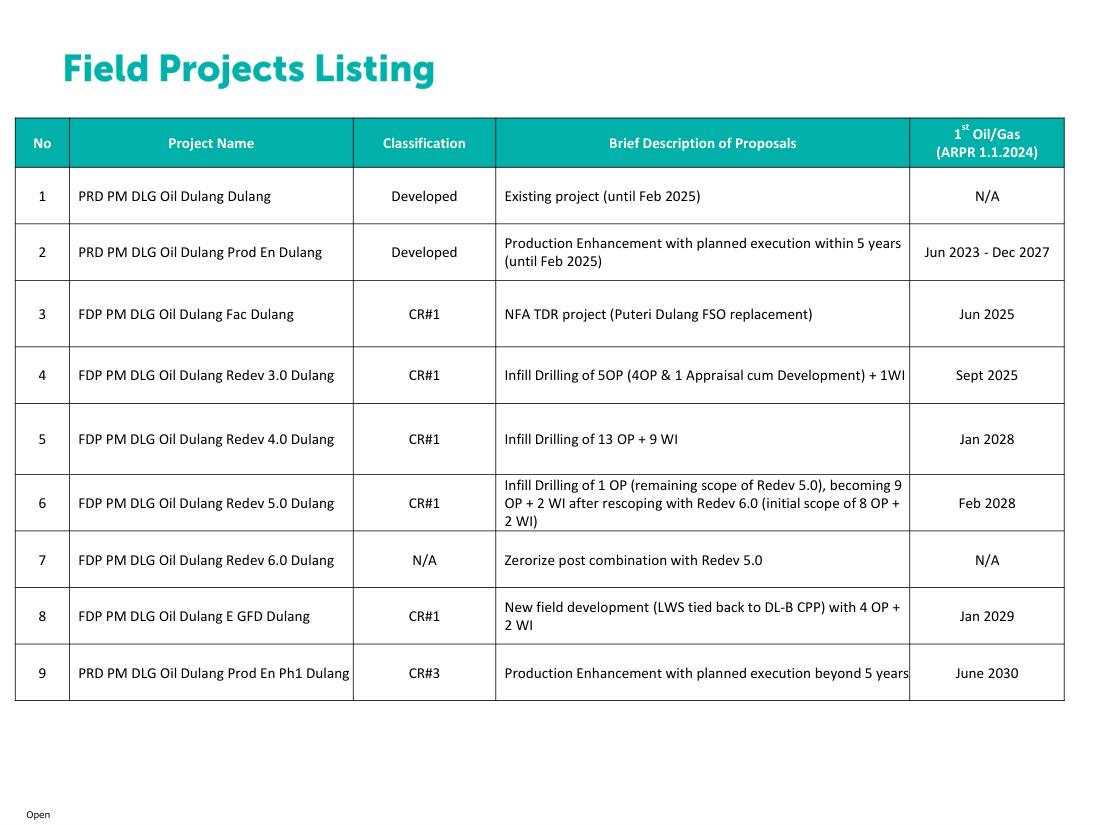 Field Projects Listing
No
Project Name
Classification
Brief Description of Proposals
1st Oil/Gas
(ARPR 1.1.2024)
1
PRD PM DLG Oil Dulang Dulang
Developed
Existing project (until Feb 2025)
N/A
2
PRD PM DLG Oil Dulang Prod En Dulang
Developed
Production Enhancement with planned execution within 5 years
(until Feb 2025)
Jun 2023 - Dec 2027
3
FDP PM DLG Oil Dulang Fac Dulang
CR#1
NFA TDR project (Puteri Dulang FSO replacement)
Jun 2025
4
FDP PM DLG Oil Dulang Redev 3.0 Dulang
CR#1
Infill Drilling of 5OP (4OP & 1 Appraisal cum Development) + 1WI
Sept 2025
5
FDP PM DLG Oil Dulang Redev 4.0 Dulang
CR#1
Infill Drilling of 13 OP + 9 WI
Jan 2028
6
FDP PM DLG Oil Dulang Redev 5.0 Dulang
CR#1
Infill Drilling of 1 OP (remaining scope of Redev 5.0), becoming 9
OP + 2 WI after rescoping with Redev 6.0 (initial scope of 8 OP +
2 WI)
Feb 2028
7
FDP PM DLG Oil Dulang Redev 6.0 Dulang
N/A
Zerorize post combination with Redev 5.0
N/A
8
FDP PM DLG Oil Dulang E GFD Dulang
CR#1
New field development (LWS tied back to DL-B CPP) with 4 OP +
2 WI
Jan 2029
9
PRD PM DLG Oil Dulang Prod En Ph1 Dulang
CR#3
Production Enhancement with planned execution beyond 5 years
June 2030
Open